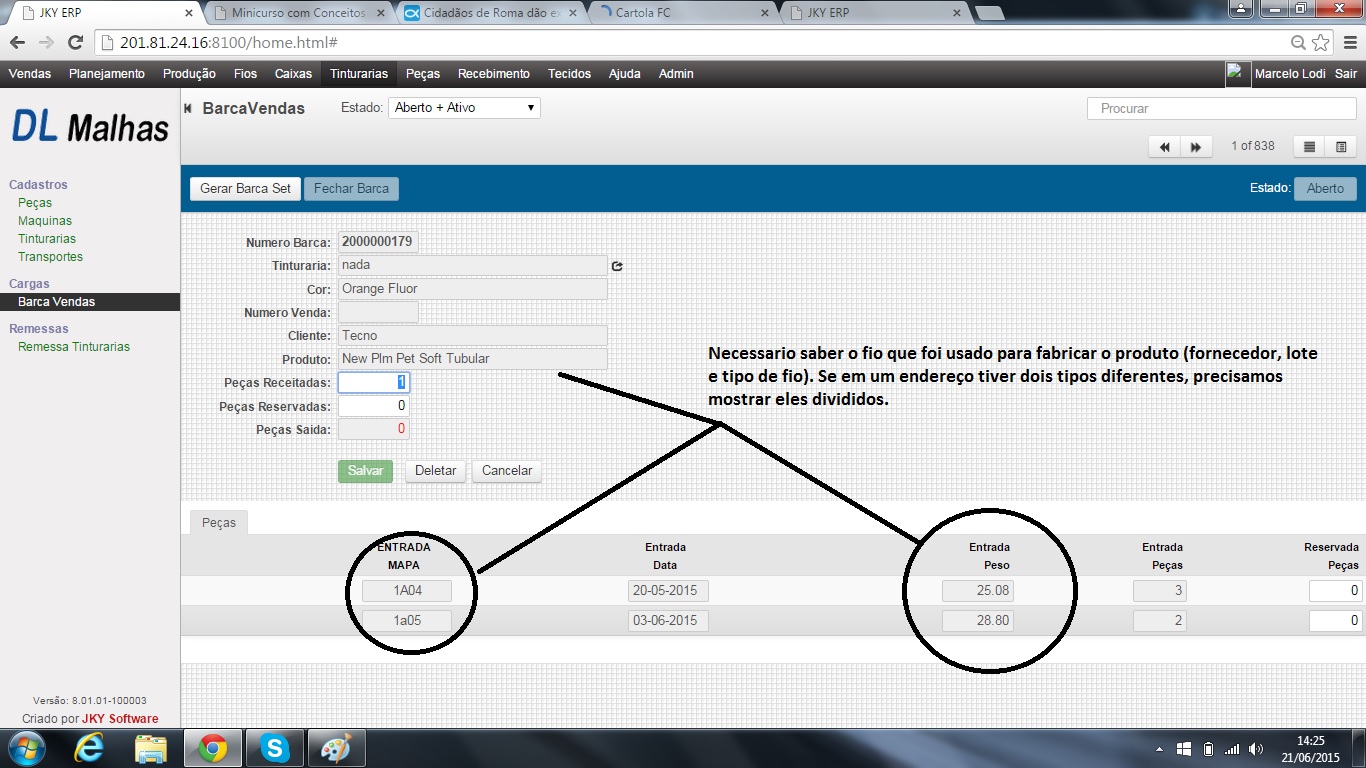 JKY ERP
Minicurso com Conceitos
Cidadãos de Roma dão ex
Cartola FC
JKY ERP
201.81.24.16:8100/home.html#
Vendas Planejamento Produção Fios Caixas Tinturarias Peças Recebimento Tecidos Ajuda Admin
Marcelo Lodi Sair
DL Malhas
BarcaVendas
Estado: Aberto + Ativo
Procurar
1 of 838
Cadastros
Peças
Maquinas
Tinturarias
Transportes
Cargas
Barca Vendas
Remessas
Remessa Tinturarias
Gerar Barca Set Fechar Barca
Estado: Aberto
Numero Barca: 2000000179
Tinturaria: nada
Cor: Orange Fluor
Numero Venda:
Cliente: Tecno
Produto: New Plm Pet Soft Tubular
Peças Receitadas: 1
Peças Reservadas: 0
Peças Saida: 0
Necessario saber o fio que foi usado para fabricar o produto (fornecedor, lote
e tipo de fio). Se em um endereço tiver dois tipos diferentes, precisamos
mostrar eles divididos.
Salvar Deletar Cancelar
Peças
ENTRADA Entrada Entrada Entrada Reservada
MAPA Data Peso Peças Peças
1A04 20-05-2015 25.08 3 0
1a05 03-06-2015 28.80 2 0
Versão: 8.01.01-100003
Criado por JKY Software
14:25
21/06/2015